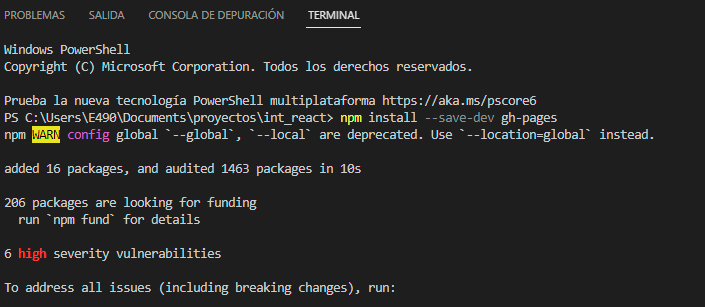 PROBLEMAS SALIDA CONSOLA DE DEPURACIÓN TERMINAL
Windows PowerShell
Copyright (C) Microsoft Corporation. Todos los derechos reservados.
Prueba la nueva tecnología PowerShell multiplataforma https://aka.ms/pscore6
PS C:\Users\E490\Documents\proyectos\int_react> npm install --save-dev gh-pages
npm WARN config global `--global`, `--local` are deprecated. Use `--location=global` instead.
added 16 packages, and audited 1463 packages in 10s
206 packages are looking for funding
  run `npm fund` for details
6 high severity vulnerabilities
To address all issues (including breaking changes), run: